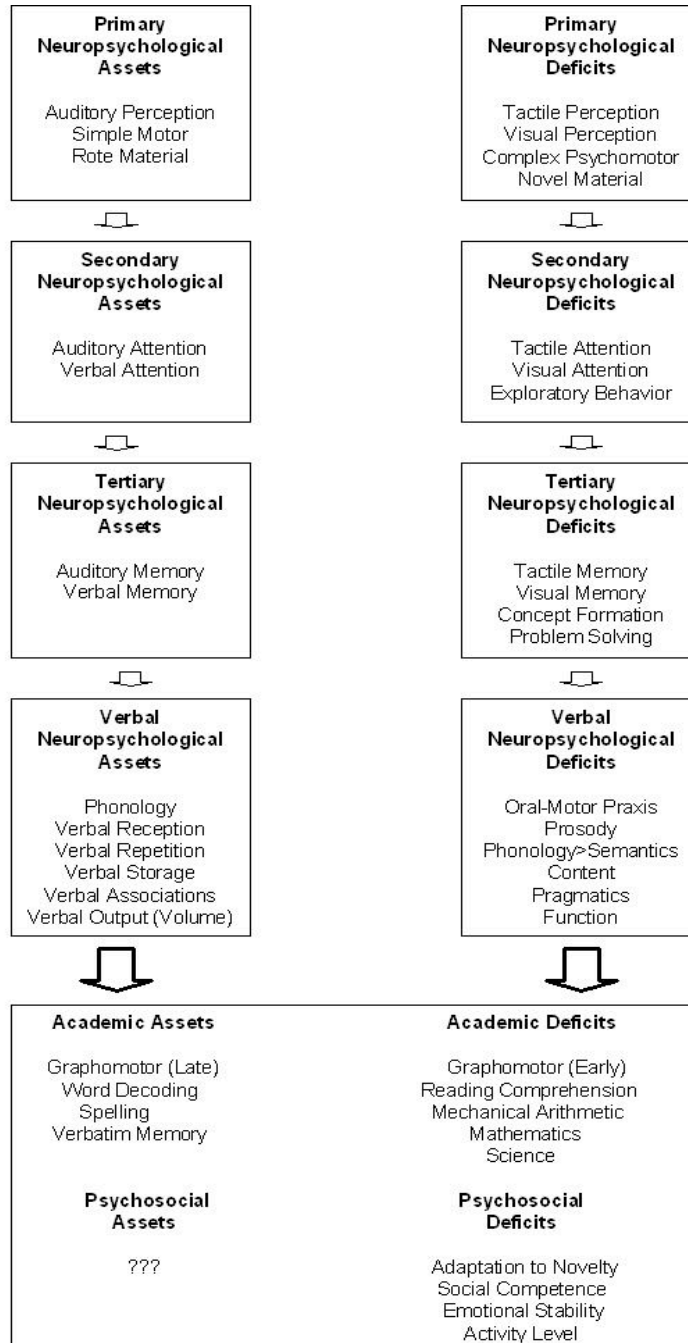 Primary
Neuropsychological
Assets
Auditory Perception
Simple Motor
Rote Material
Primary
Neuropsychological
Deficits
Tactile Perception
Visual Perception
Complex Psychomotor
Novel Material
Secondary
Neuropsychological
Assets
Auditory Attention
Verbal Attention
Secondary
Neuropsychological
Deficits
Tactile Attention
Visual Attention
Exploratory Behavior
Tertiary
Neuropsychological
Assets
Auditory Memory
Verbal Memory
Tertiary
Neuropsychological
Deficits
Tactile Memory
Visual Memory
Concept Formation
Problem Solving
Verbal
Neuropsychological
Assets
Phonology
Verbal Reception
Verbal Repetition
Verbal Storage
Verbal Associations
Verbal Output (Volume)
Verbal
Neuropsychological
Deficits
Oral-Motor Praxis
Prosody
Phonology>Semantics
Content
Pragmatics
Function
Academic Assets
Graphomotor (Late)
Word Decoding
Spelling
Verbatim Memory
Academic Deficits
Graphomotor (Early)
Reading Comprehension
Mechanical Arithmetic
Mathematics
Science
Psychosocial
Assets
???
Psychosocial
Deficits
Adaptation to Novelty
Social Competence
Emotional Stability
Activity Level